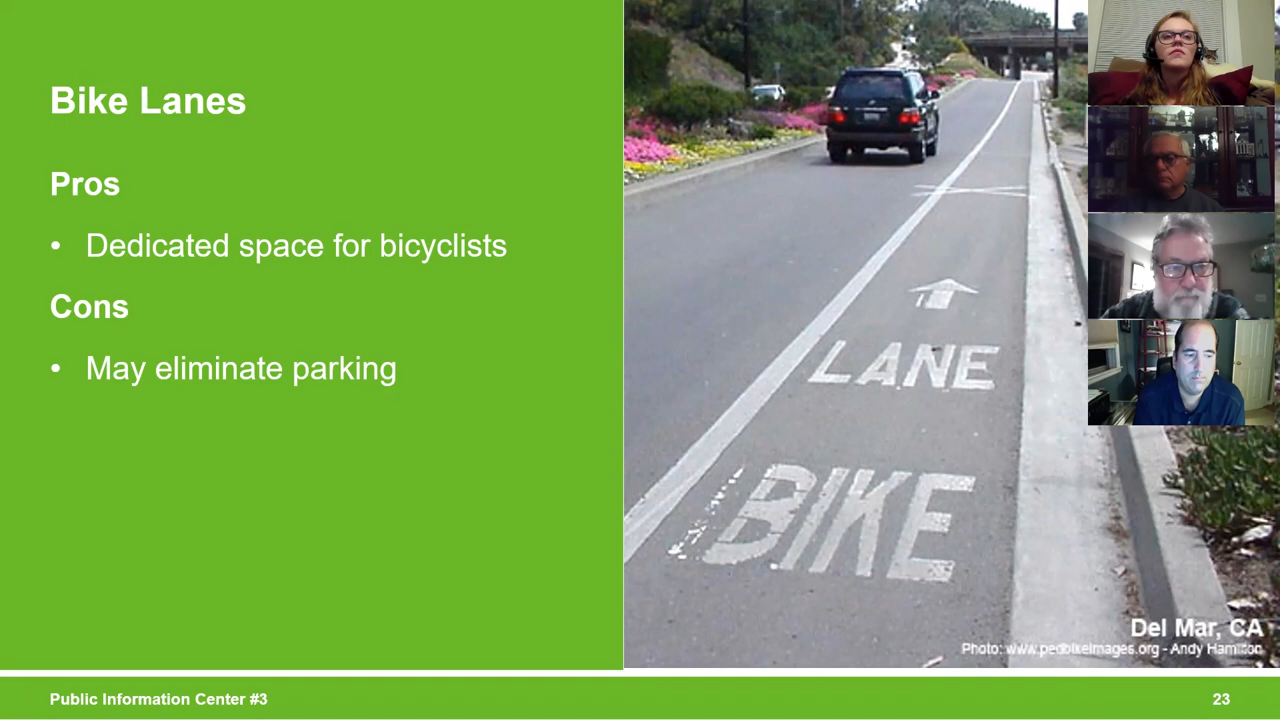 Bike Lanes
Pros
• Dedicated space for bicyclists
Cons
• May eliminate parking
LANE
BIKE
Del Mar, CA
Photo: www.pedbikeimages.org - Andy Hamilton
Public Information Center #3
23